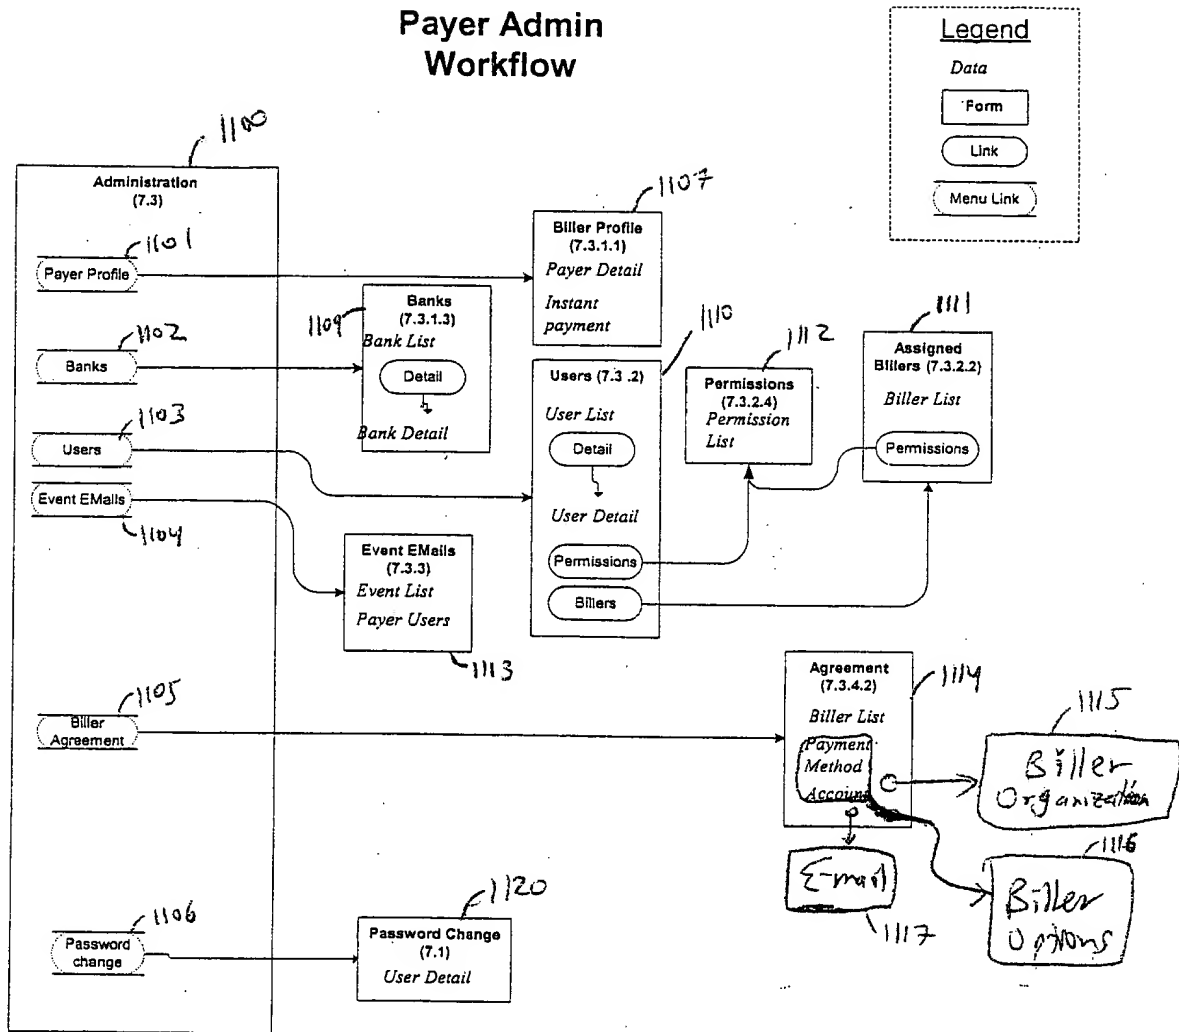 Payer Admin
Workflow
Legend
Data
Form
Link
Menu Link
1100
Administration
(7.3)
1101
Payer Profile
1107
Biller Profile
(7.3.1.1)
Payer Detail
Instant
payment
1102
Banks
1109
Banks
(7.3.1.3)
Bank List
Detail
Bank Detail
1103
Users
1110
Users (7.3 .2)
User List
Detail
User Detail
Permissions
Billers
1112
Permissions
(7.3.2.4)
Permission
List
1111
Assigned
Billers (7.3.2.2)
Biller List
Permissions
Event EMails
1104
Event EMails
(7.3.3)
Event List
Payer Users
1113
1105
Biller
Agreement
Agreement
(7.3.4.2)
1114
Biller List
Payment
Method
Account
1115
Biller
Organization
1116
Biller
Options
E-mail
1117
1106
Password
change
1120
Password Change
(7.1)
User Detail